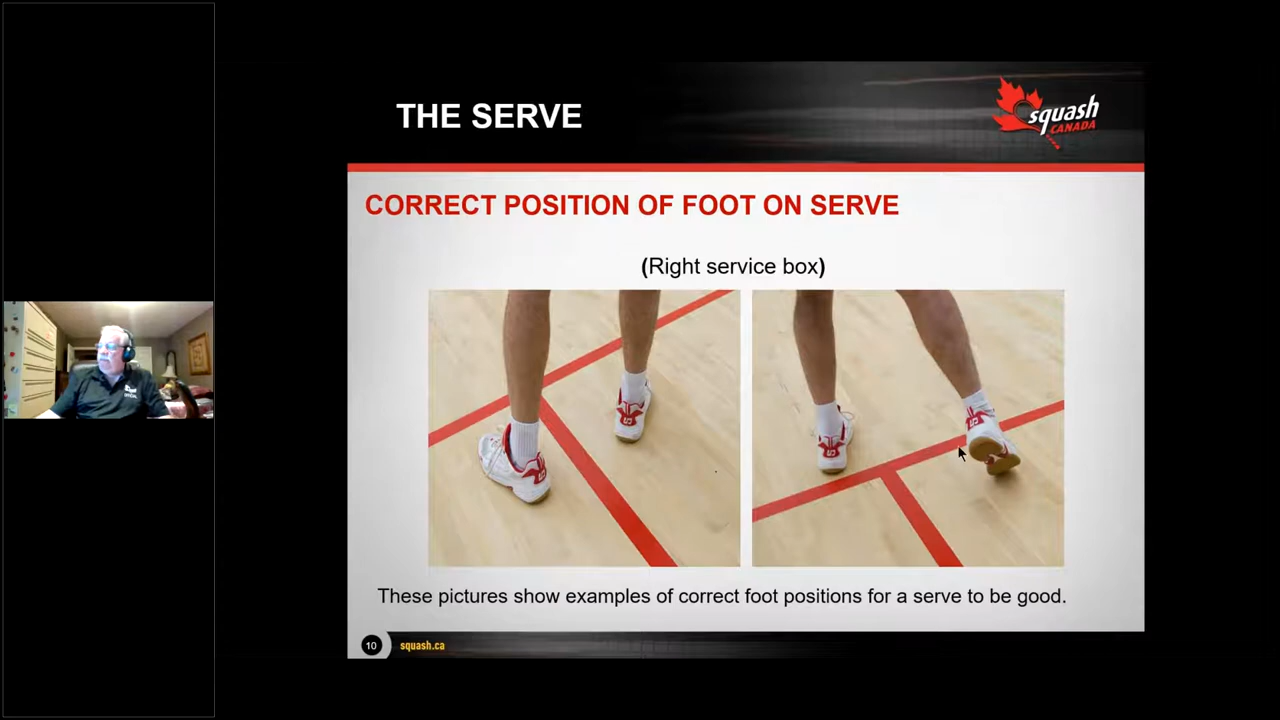 THE SERVE
squash
CANADA
CORRECT POSITION OF FOOT ON SERVE
(Right service box)
These pictures show examples of correct foot positions for a serve to be good.
10
squash.ca